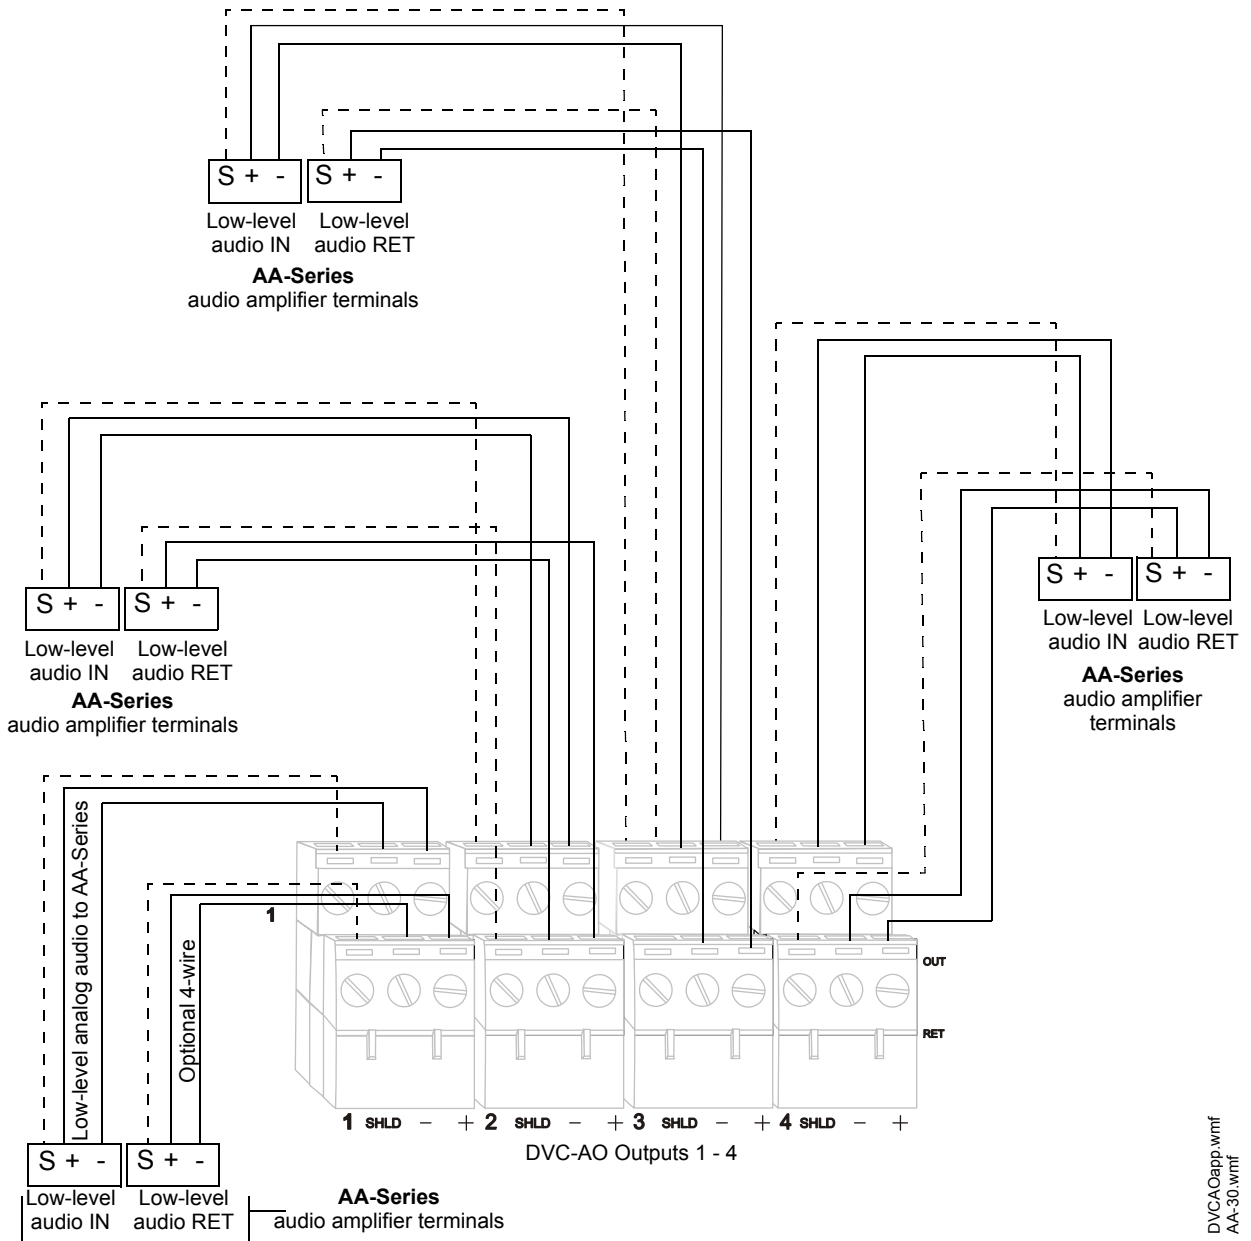 S + -
S + -
Low-level
audio IN
Low-level
audio RET
AA-Series
audio amplifier terminals
S + -
S + -
Low-level
audio IN
Low-level
audio RET
AA-Series
audio amplifier terminals
S + -
S + -
Low-level
audio IN
Low-level
audio RET
AA-Series
audio amplifier
terminals
Low-level analog audio to AA-Series
Optional 4-wire
1
OUT
RET
1 SHLD − + 2 SHLD − + 3 SHLD − + 4 SHLD − +
DVC-AO Outputs 1 - 4
S + -
S + -
Low-level
audio IN
Low-level
audio RET
AA-Series
audio amplifier terminals
DVCAOapp.wmf
AA-30.wmf